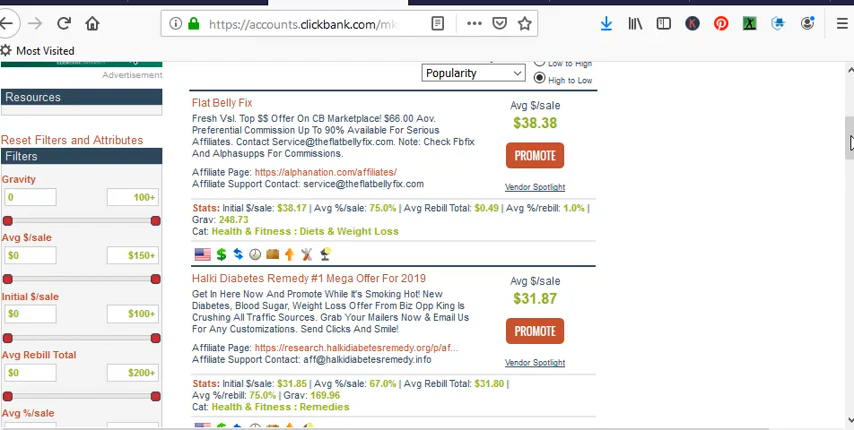 https://accounts.clickbank.com/mk
Most Visited
Advertisement
Resources
Reset Filters and Attributes
Filters
Gravity
0 100+
Avg $/sale
$0 $150+
Initial $/sale
$0 $100+
Avg Rebill Total
$0 $200+
Avg %/sale
Popularity
Low to High
High to Low
Flat Belly Fix
Fresh Vsl. Top $$ Offer On CB Marketplace! $66.00 Aov.
Preferential Commission Up To 90% Available For Serious
Affiliates. Contact Service@theflatbellyfix.com. Note: Check Fbfix
And Alphasupps For Commissions.
Affiliate Page: https://alphanation.com/affiliates/
Affiliate Support Contact: service@theflatbellyfix.com
Avg $/sale
$38.38
PROMOTE
Vendor Spotlight
Stats: Initial $/sale: $38.17 | Avg %/sale: 75.0% | Avg Rebill Total: $0.49 | Avg %/rebill: 1.0% |
Grav: 248.73
Cat: Health & Fitness : Diets & Weight Loss
Halki Diabetes Remedy #1 Mega Offer For 2019
Get In Here Now And Promote While It's Smoking Hot! New
Diabetes, Blood Sugar, Weight Loss Offer From Biz Opp King Is
Crushing All Traffic Sources. Grab Your Mailers Now & Email Us
For Any Customizations. Send Clicks And Smile!
Affiliate Page: https://research.halkidiabetesremedy.org/p/af...
Affiliate Support Contact: aff@halkidiabetesremedy.info
Avg $/sale
$31.87
PROMOTE
Vendor Spotlight
Stats: Initial $/sale: $31.85 | Avg %/sale: 67.0% | Avg Rebill Total: $31.80 |
Avg %/rebill: 75.0% | Grav: 169.96
Cat: Health & Fitness : Remedies